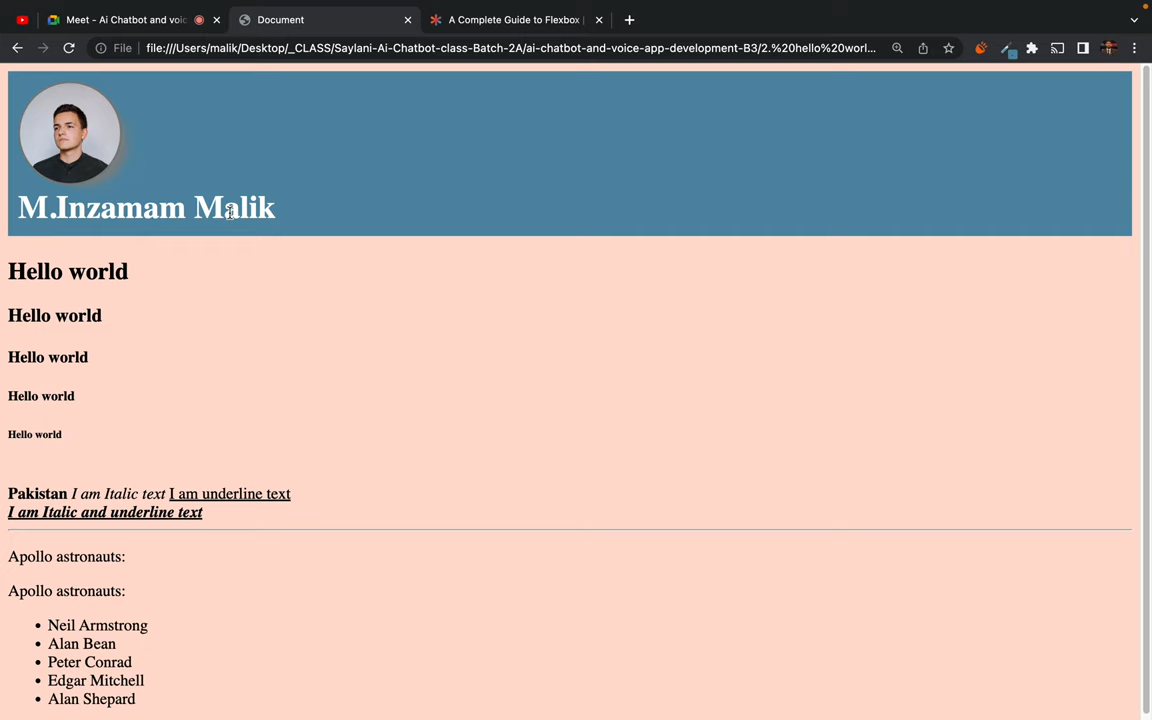 Meet - Ai Chatbot and voic
Document
A Complete Guide to Flexbox
File
file:///Users/malik/Desktop/_CLASS/Saylani-Ai-Chatbot-class-Batch-2A/ai-chatbot-and-voice-app-development-B3/2.%20hello%20worl...
M.Inzamam Malik
Hello world
Hello world
Hello world
Hello world
Hello world
Pakistan I am Italic text I am underline text
I am Italic and underline text
Apollo astronauts:
Apollo astronauts:
• Neil Armstrong
• Alan Bean
• Peter Conrad
• Edgar Mitchell
• Alan Shepard